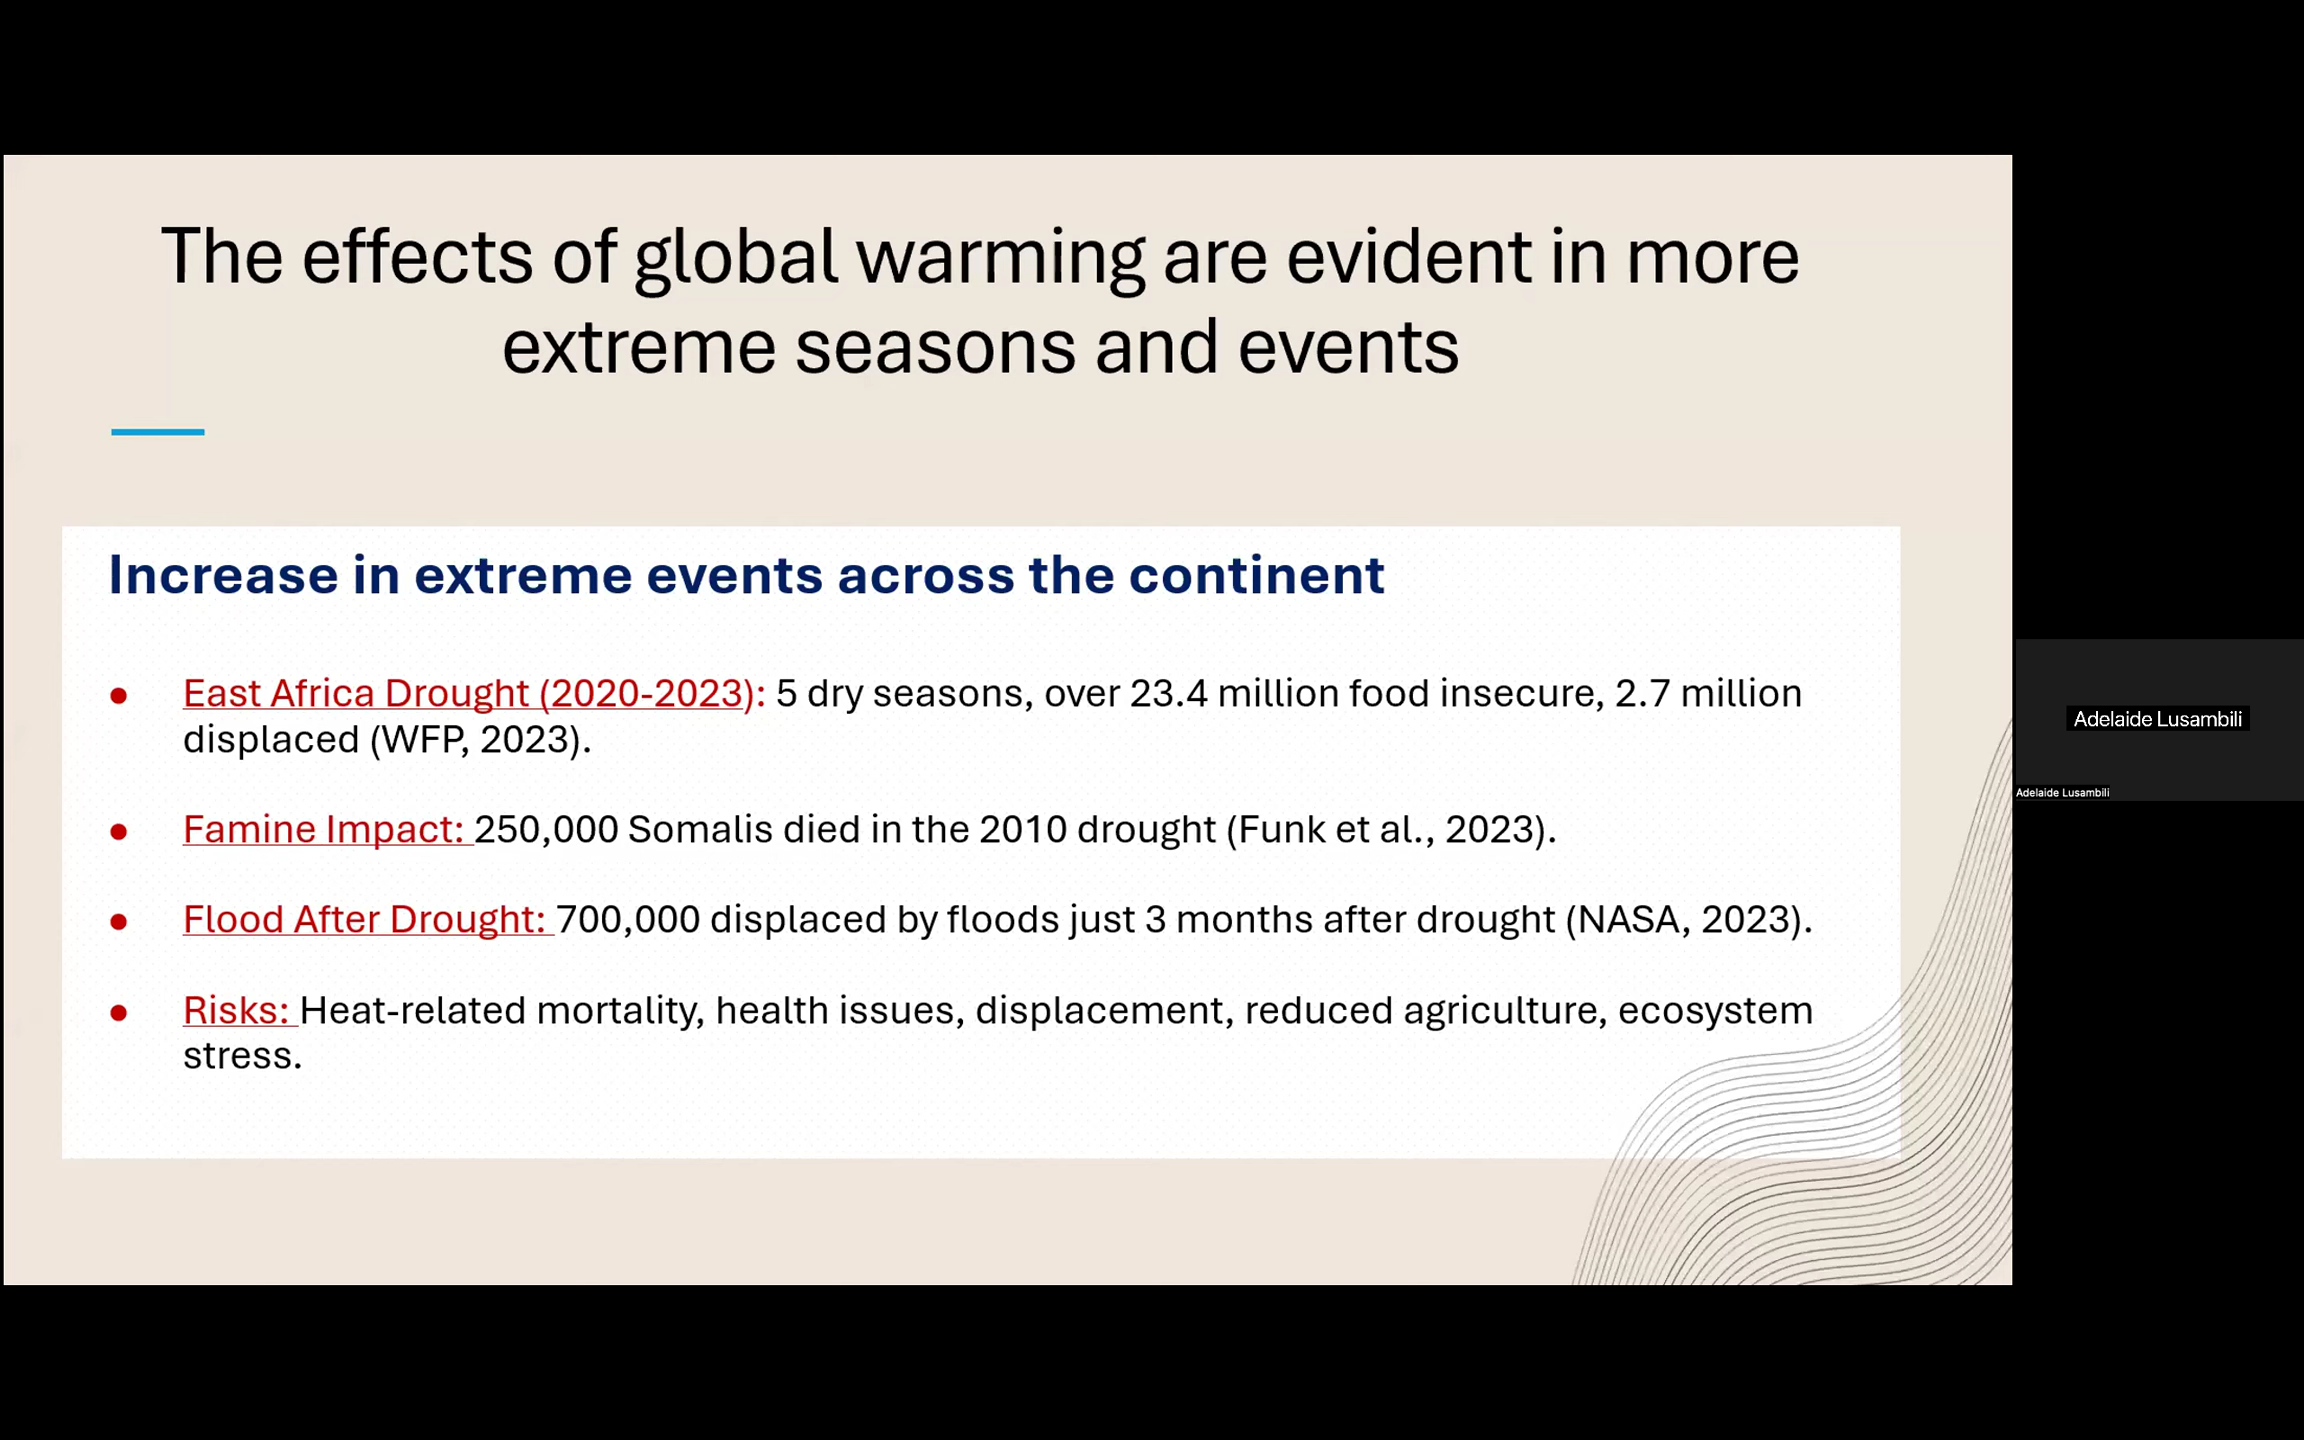 The effects of global warming are evident in more
extreme seasons and events
Increase in extreme events across the continent
● East Africa Drought (2020-2023): 5 dry seasons, over 23.4 million food insecure, 2.7 million
displaced (WFP, 2023).
● Famine Impact: 250,000 Somalis died in the 2010 drought (Funk et al., 2023).
● Flood After Drought: 700,000 displaced by floods just 3 months after drought (NASA, 2023).
● Risks: Heat-related mortality, health issues, displacement, reduced agriculture, ecosystem
stress.
Adelaide Lusambili
Adelaide Lusambili